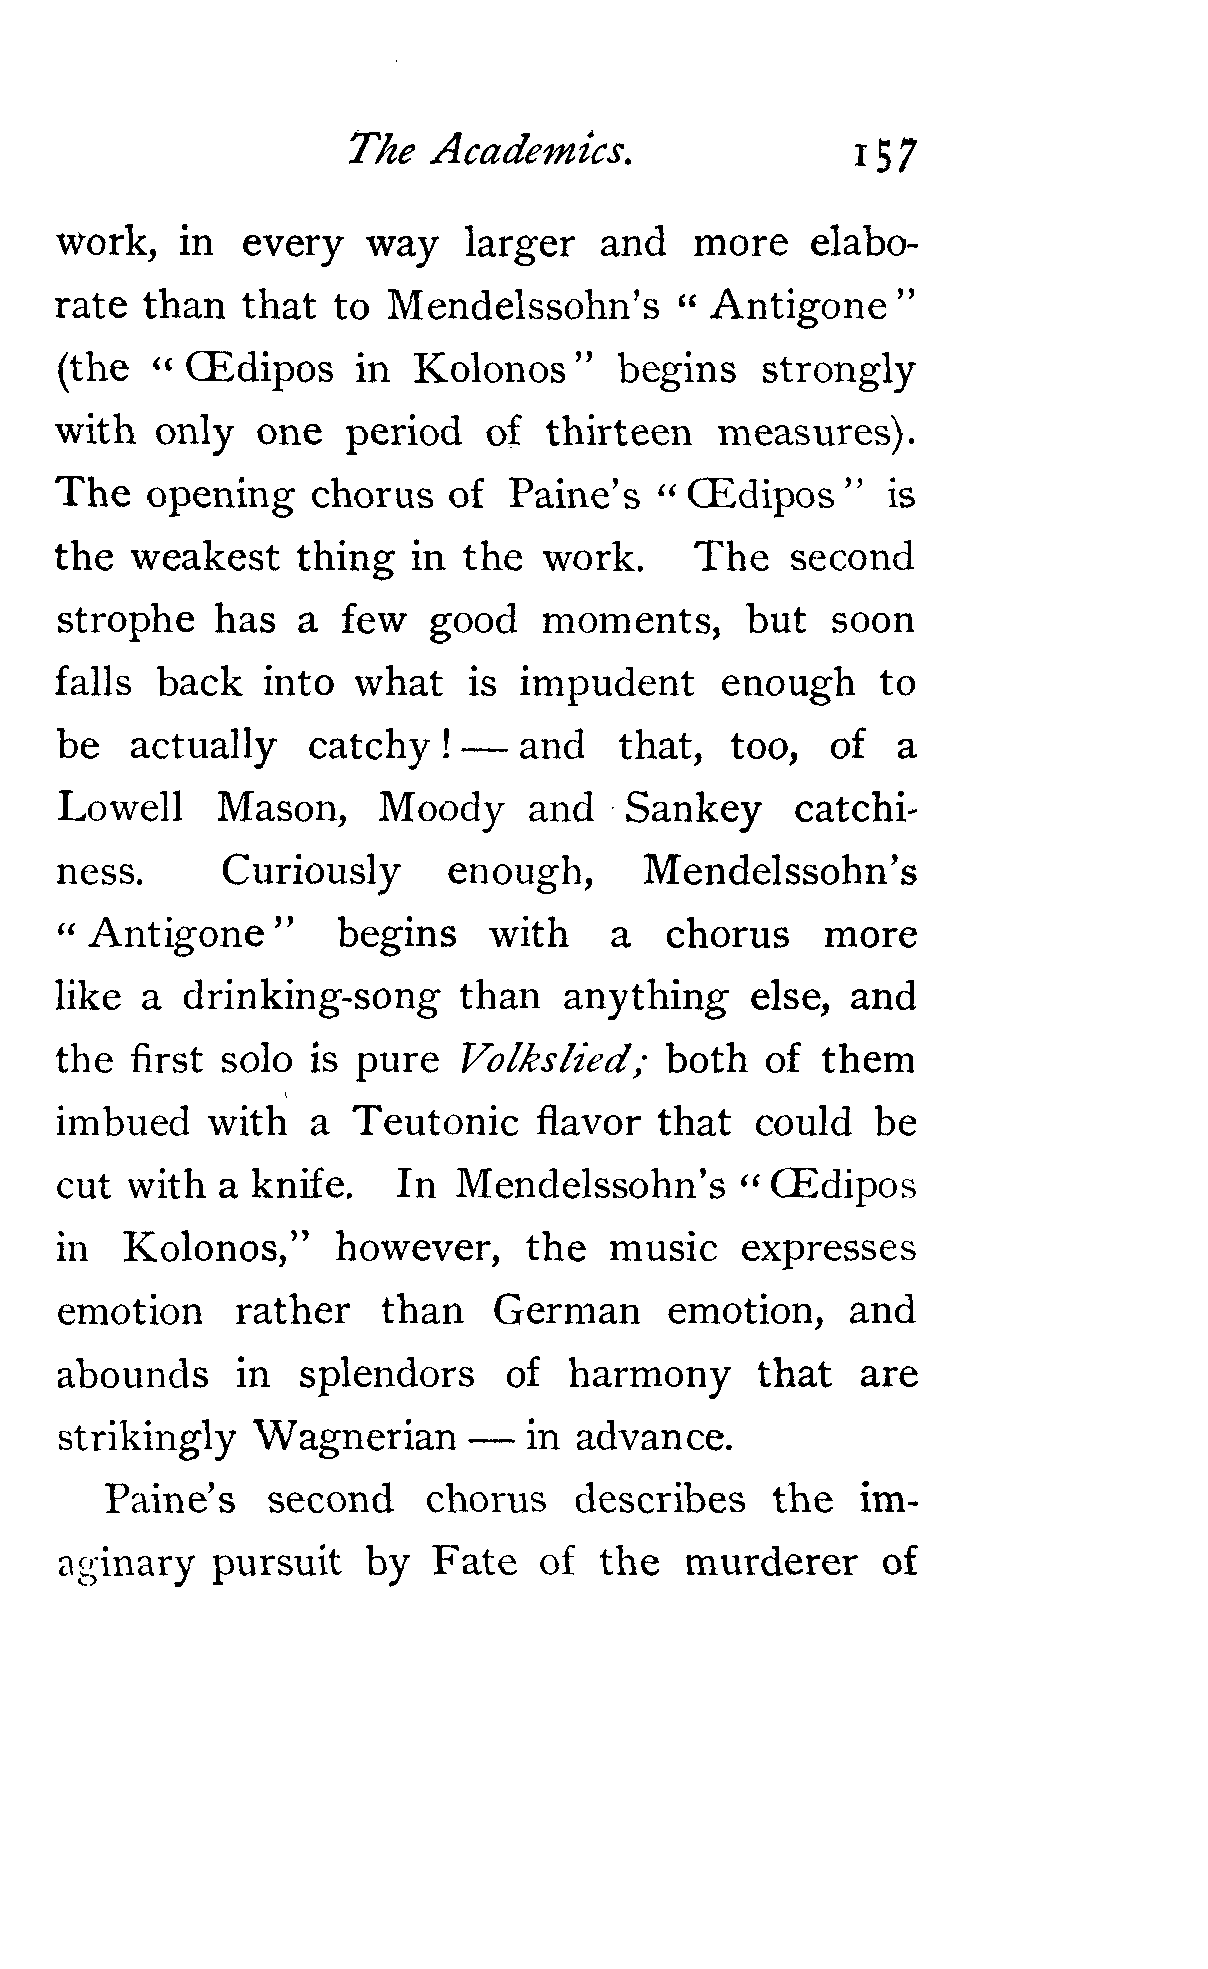 The Academics. 157
work, in every way larger and more elabo-
rate than that to Mendelssohn's "Antigone"
(the "Œdipos in Kolonos" begins strongly
with only one period of thirteen measures).
The opening chorus of Paine's "Œdipos" is
the weakest thing in the work. The second
strophe has a few good moments, but soon
falls back into what is impudent enough to
be actually catchy! — and that, too, of a
Lowell Mason, Moody and Sankey catchi-
ness. Curiously enough, Mendelssohn's
"Antigone" begins with a chorus more
like a drinking-song than anything else, and
the first solo is pure Volkslied; both of them
imbued with a Teutonic flavor that could be
cut with a knife. In Mendelssohn's "Œdipos
in Kolonos," however, the music expresses
emotion rather than German emotion, and
abounds in splendors of harmony that are
strikingly Wagnerian — in advance.
Paine's second chorus describes the im-
aginary pursuit by Fate of the murderer of